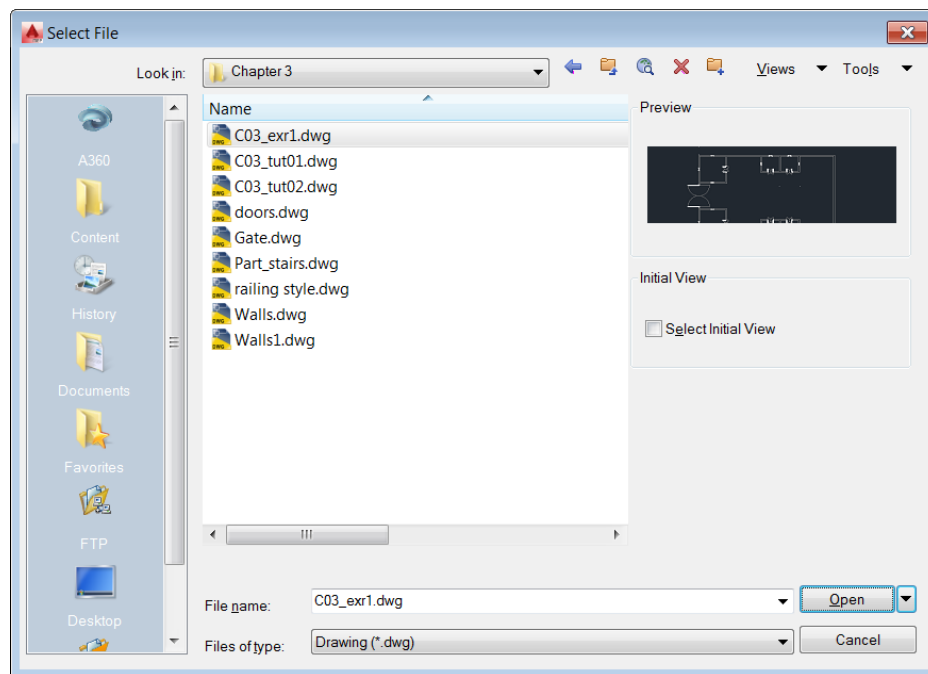 Select File
Look in:
Chapter 3
Views
Tools
Name
C03_exr1.dwg
C03_tut01.dwg
C03_tut02.dwg
doors.dwg
Gate.dwg
Part_stairs.dwg
railing style.dwg
Walls.dwg
Walls1.dwg
A360
Content
History
Documents
Favorites
FTP
Desktop
Preview
Initial View
Select Initial View
File name:
C03_exr1.dwg
Open
Files of type:
Drawing (*.dwg)
Cancel